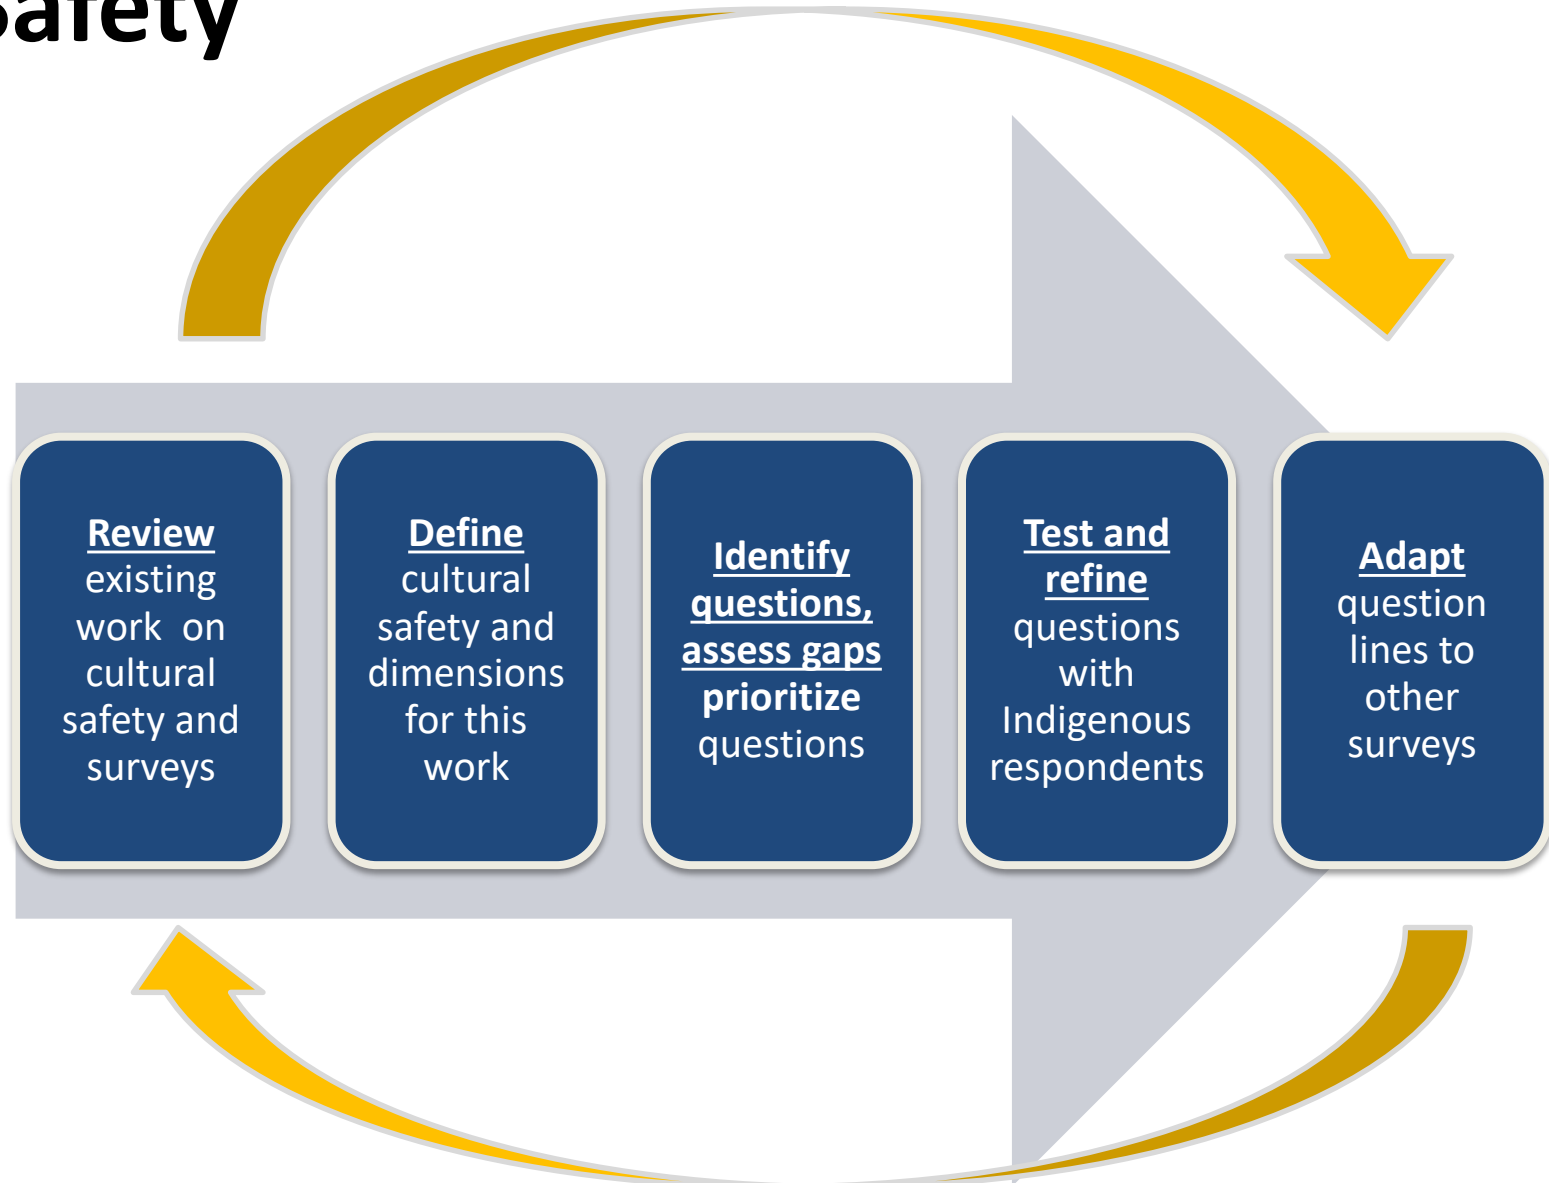 Safety
Review
existing
work on
cultural
safety and
surveys
Define
cultural
safety and
dimensions
for this
work
Identify
questions,
assess gaps
prioritize
questions
Test and
refine
questions
with
Indigenous
respondents
Adapt
question
lines to
other
surveys